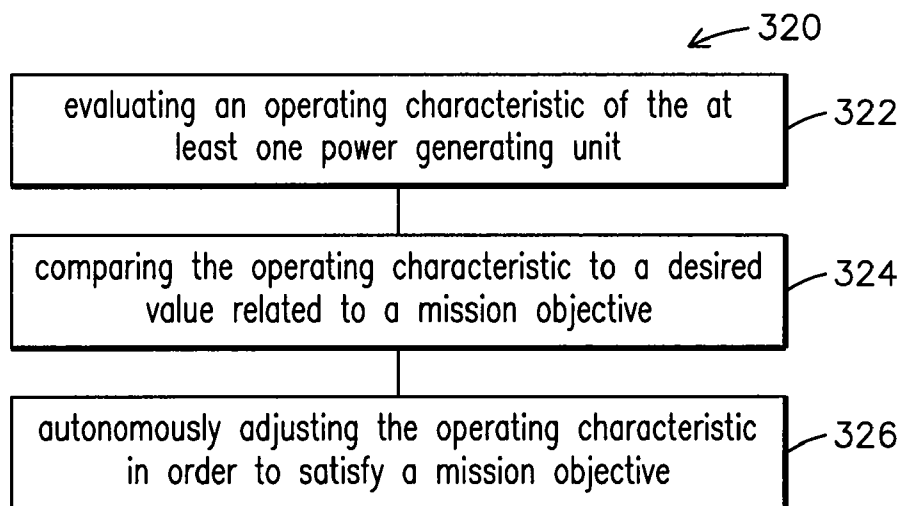 320
evaluating an operating characteristic of the at
least one power generating unit
322
comparing the operating characteristic to a desired
value related to a mission objective
324
autonomously adjusting the operating characteristic
in order to satisfy a mission objective
326